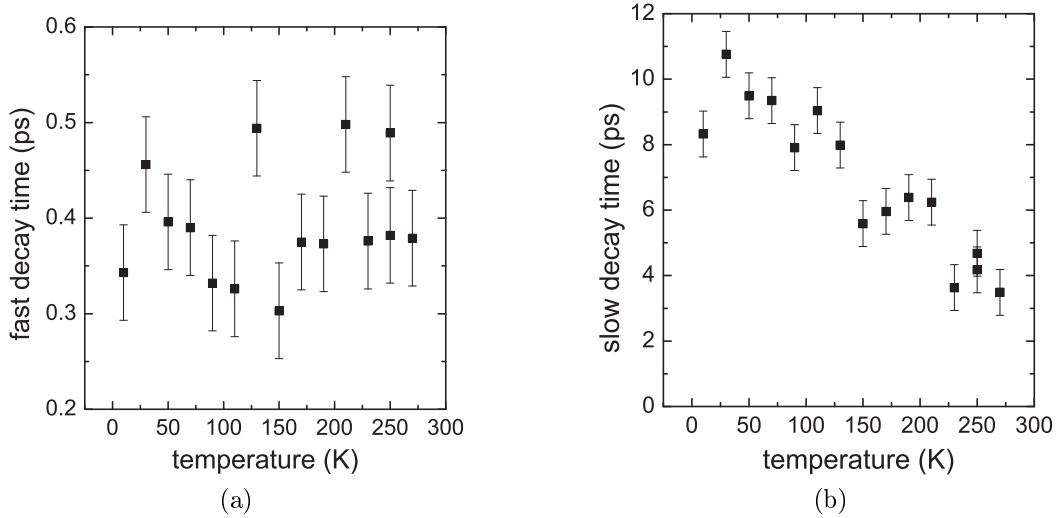 0.6
0.5
0.4
0.3
0.2
fast decay time (ps)
0 50 100 150 200 250 300
temperature (K)
(a)
12
10
8
6
4
2
0
slow decay time (ps)
0 50 100 150 200 250 300
temperature (K)
(b)